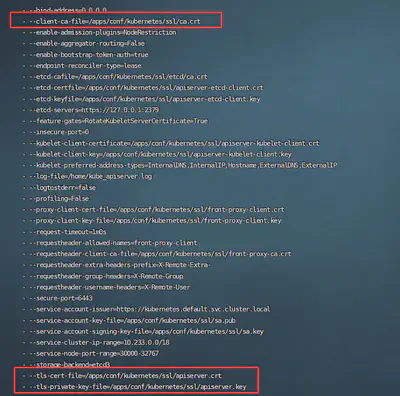 - --bind-address=0.0.0.0
- --client-ca-file=/apps/conf/kubernetes/ssl/ca.crt
- --enable-admission-plugins=NodeRestriction
- --enable-aggregator-routing=False
- --enable-bootstrap-token-auth=true
- --endpoint-reconciler-type=lease
- --etcd-cafile=/apps/conf/kubernetes/ssl/etcd/ca.crt
- --etcd-certfile=/apps/conf/kubernetes/ssl/apiserver-etcd-client.crt
- --etcd-keyfile=/apps/conf/kubernetes/ssl/apiserver-etcd-client.key
- --etcd-servers=https://127.0.0.1:2379
- --feature-gates=RotateKubeletServerCertificate=True
- --insecure-port=0
- --kubelet-client-certificate=/apps/conf/kubernetes/ssl/apiserver-kubelet-client.crt
- --kubelet-client-key=/apps/conf/kubernetes/ssl/apiserver-kubelet-client.key
- --kubelet-preferred-address-types=InternalDNS,InternalIP,Hostname,ExternalDNS,ExternalIP
- --log-file=/home/kube_apiserver.log
- --logtostderr=false
- --profiling=False
- --proxy-client-cert-file=/apps/conf/kubernetes/ssl/front-proxy-client.crt
- --proxy-client-key-file=/apps/conf/kubernetes/ssl/front-proxy-client.key
- --request-timeout=1m0s
- --requestheader-allowed-names=front-proxy-client
- --requestheader-client-ca-file=/apps/conf/kubernetes/ssl/front-proxy-ca.crt
- --requestheader-extra-headers-prefix=X-Remote-Extra-
- --requestheader-group-headers=X-Remote-Group
- --requestheader-username-headers=X-Remote-User
- --secure-port=6443
- --service-account-issuer=https://kubernetes.default.svc.cluster.local
- --service-account-key-file=/apps/conf/kubernetes/ssl/sa.pub
- --service-account-signing-key-file=/apps/conf/kubernetes/ssl/sa.key
- --service-cluster-ip-range=10.233.0.0/18
- --service-node-port-range=30000-32767
- --storage-backend=etcd3
- --tls-cert-file=/apps/conf/kubernetes/ssl/apiserver.crt
- --tls-private-key-file=/apps/conf/kubernetes/ssl/apiserver.key